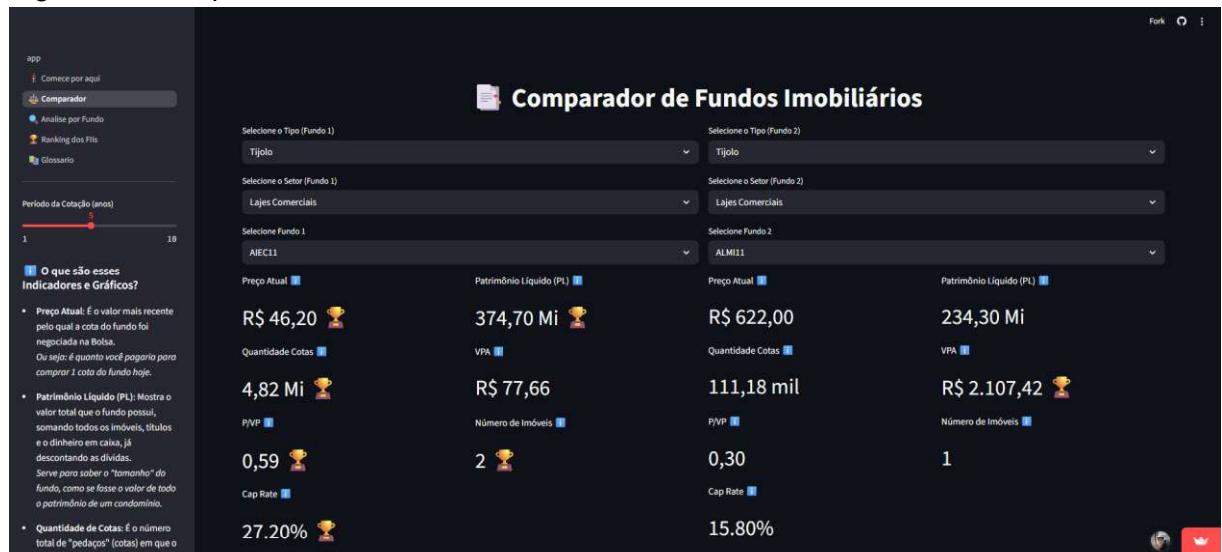 Fork
app
Comece por aqui
Comparador
Analise por Fundo
Ranking dos FIIs
Glossario
Período da Cotação (anos)
5
1 10
O que são esses
Indicadores e Gráficos?
• Preço Atual: É o valor mais recente
pelo qual a cota do fundo foi
negociada na Bolsa.
Ou seja: é quanto você pagaria para
comprar 1 cota do fundo hoje.
• Patrimônio Líquido (PL): Mostra o
valor total que o fundo possui,
somando todos os imóveis, títulos
e o dinheiro em caixa, já
descontando as dívidas.
Serve para saber o "tamanho" do
fundo, como se fosse o valor de todo
o patrimônio de um condomínio.
• Quantidade de Cotas: É o número
total de "pedaços" (cotas) em que o
Comparador de Fundos Imobiliários
Selecione o Tipo (Fundo 1) Selecione o Tipo (Fundo 2)
Tijolo Tijolo
Selecione o Setor (Fundo 1) Selecione o Setor (Fundo 2)
Lajes Comerciais Lajes Comerciais
Selecione Fundo 1 Selecione Fundo 2
AIEC11 ALMI11
Preço Atual Patrimônio Líquido (PL) Preço Atual Patrimônio Líquido (PL)
R$ 46,20 374,70 Mi R$ 622,00 234,30 Mi
Quantidade Cotas VPA Quantidade Cotas VPA
4,82 Mi R$ 77,66 111,18 mil R$ 2.107,42
P/VP Número de Imóveis P/VP Número de Imóveis
0,59 2 0,30 1
Cap Rate Cap Rate
27.20% 15.80%